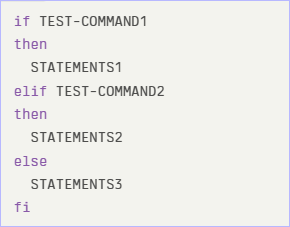 if TEST-COMMAND1
then
  STATEMENTS1
elif TEST-COMMAND2
then
  STATEMENTS2
else
  STATEMENTS3
fi